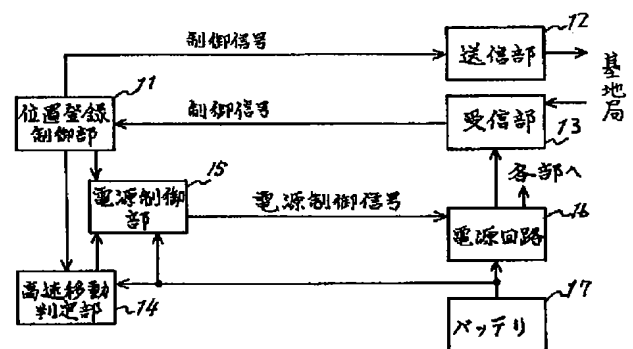 制御信号
12
送信部
11
位置登録
制御部
制御信号
受信部
13
基地局
15
電源制御
部
電源制御信号
各部へ
16
電源回路
高速移動
判定部
14
17
バッテリ